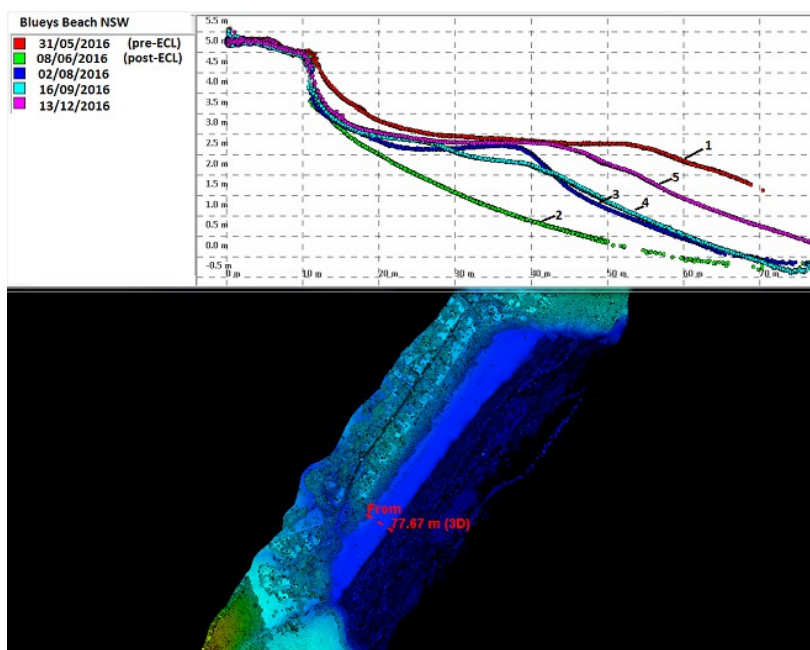 Blueys Beach NSW
31/05/2016 (pre-ECL)
08/06/2016 (post-ECL)
02/08/2016
16/09/2016
13/12/2016
5.5 m
5.0 m
4.5 m
4.0 m
3.5 m
3.0 m
2.5 m
2.0 m
1.5 m
1.0 m
0.5 m
0.0 m
-0.5 m
0 m 10 m 20 m 30 m 40 m 50 m 60 m 70 m
1
5
3
4
2
From
77.67 m (3D)